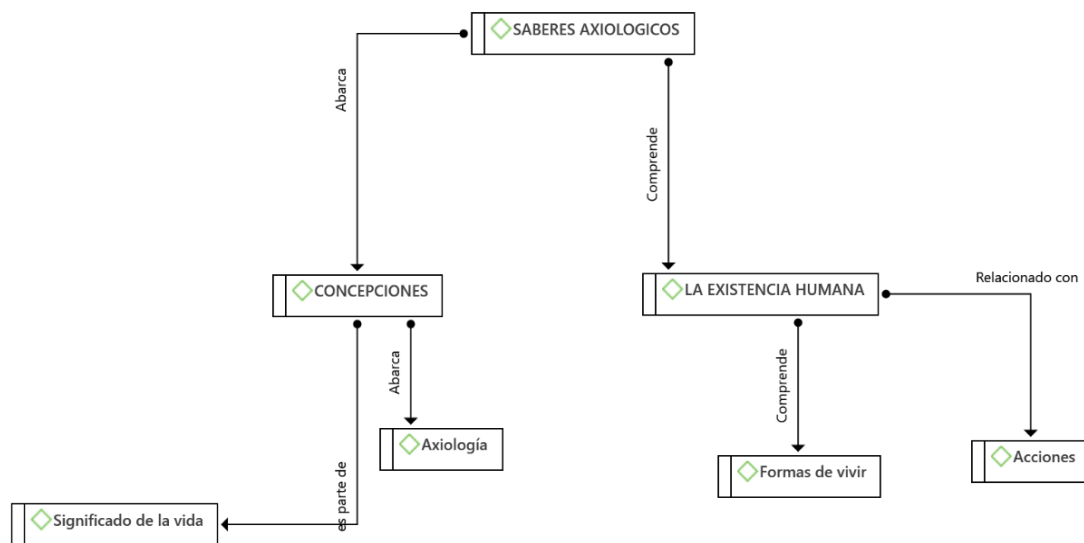 SABERES AXIOLOGICOS
Abarca
Comprende
CONCEPCIONES
LA EXISTENCIA HUMANA
Relacionado con
Abarca
Comprende
Axiología
Formas de vivir
Acciones
es parte de
Significado de la vida